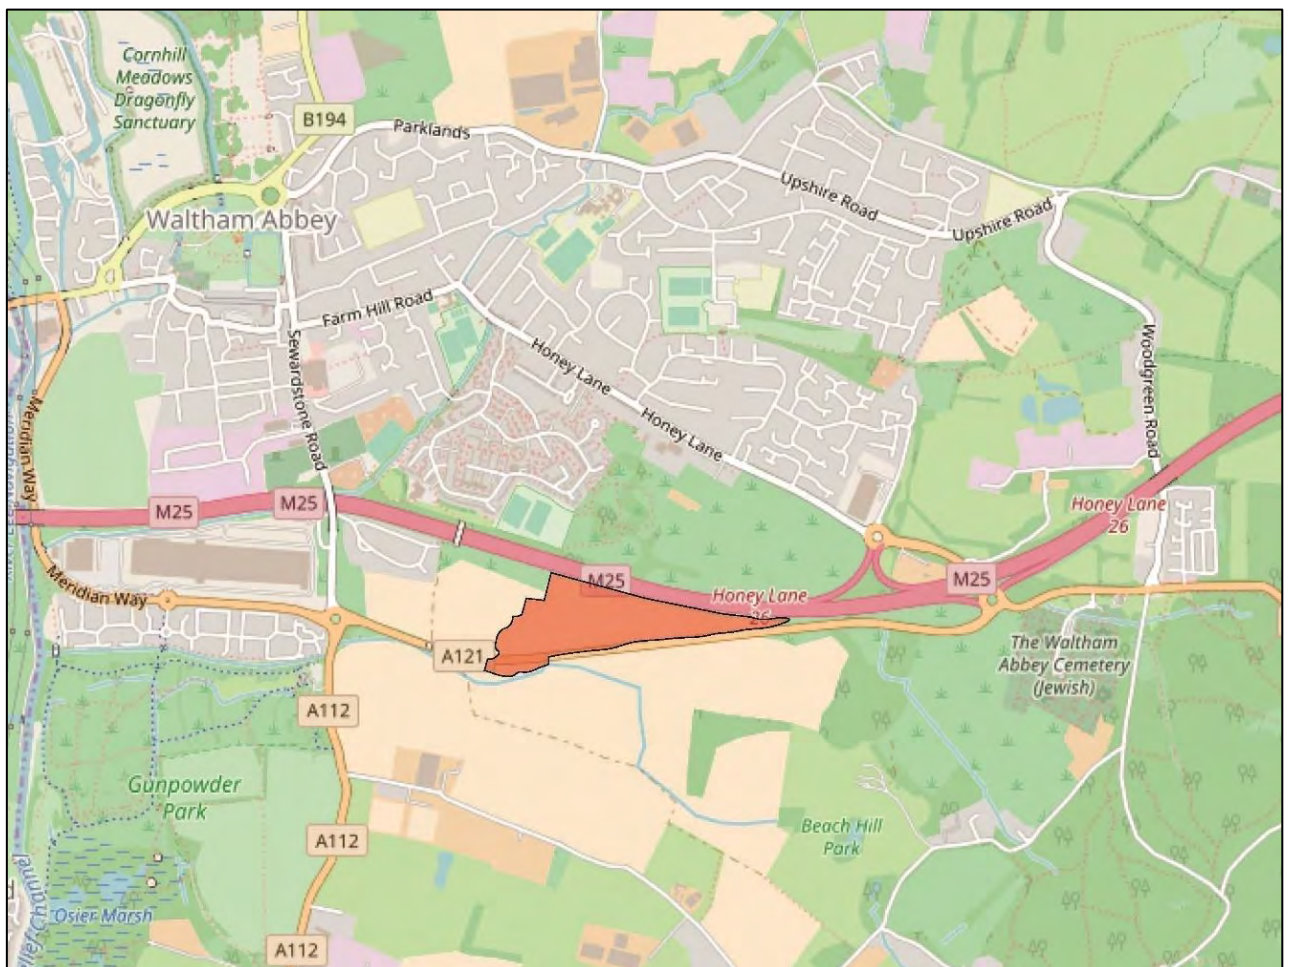 Cornhill
Meadows
Dragonfly
Sanctuary
B194
Parklands
Upshire Road
Upshire Road
Waltham Abbey
Farm Hill Road
Sewardstone Road
Honey Lane
Honey Lane
Woodgreen Road
Meridian Way
M25
M25
Honey Lane
26
M25
M25
Honey Lane
26
Meridian Way
A121
The Waltham
Abbey Cemetery
(Jewish)
A112
Gunpowder
Park
Beach Hill
Park
A112
Osier Marsh
A112